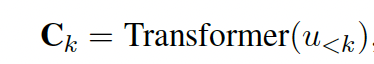 C_k = Transformer(u_{<k}),